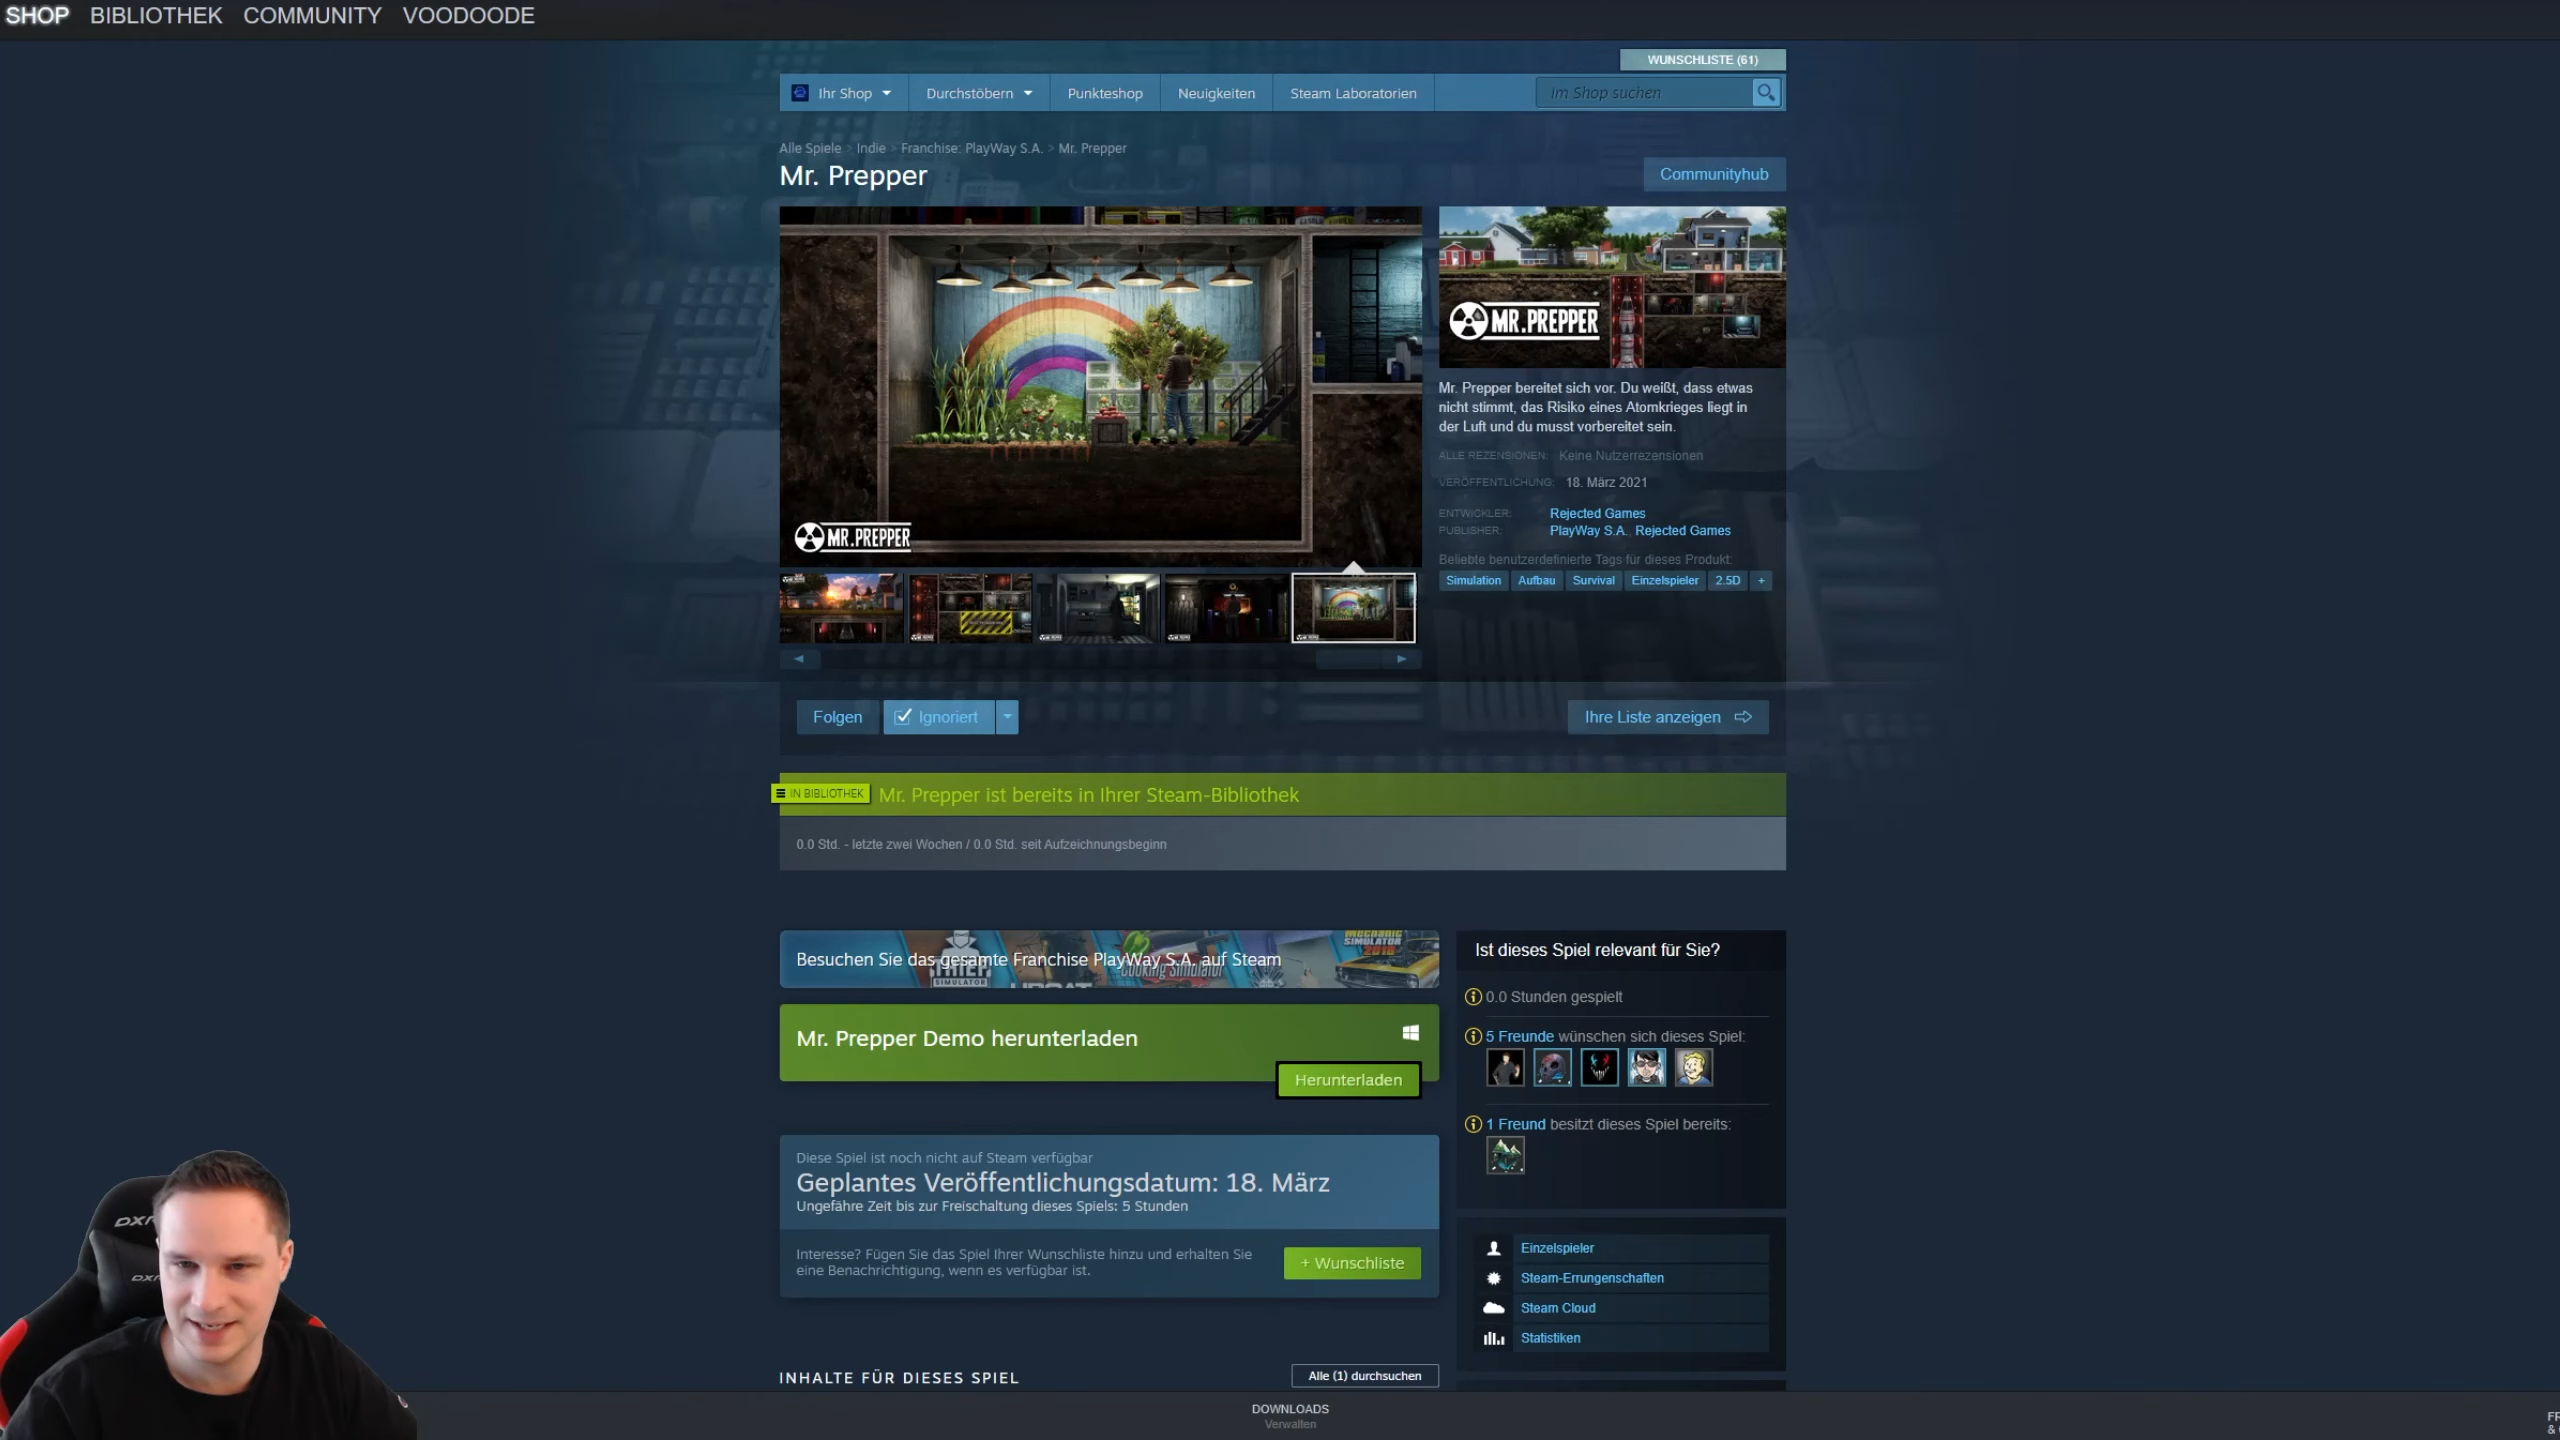 SHOP BIBLIOTHEK COMMUNITY VOODOODE
WUNSCHLISTE (61)
Ihr Shop Durchstöbern Punkteshop Neuigkeiten Steam Laboratorien Im Shop suchen
Alle Spiele > Indie > Franchise: PlayWay S.A. > Mr. Prepper
Mr. Prepper
Communityhub
MR.PREPPER
MR.PREPPER
Mr. Prepper bereitet sich vor. Du weißt, dass etwas
nicht stimmt, das Risiko eines Atomkrieges liegt in
der Luft und du musst vorbereitet sein.
ALLE REZENSIONEN: Keine Nutzerrezensionen
VERÖFFENTLICHUNG: 18. März 2021
ENTWICKLER: Rejected Games
PUBLISHER: PlayWay S.A., Rejected Games
Beliebte benutzerdefinierte Tags für dieses Produkt:
Simulation Aufbau Survival Einzelspieler 2.5D +
Folgen Ignoriert Ihre Liste anzeigen
IN BIBLIOTHEK Mr. Prepper ist bereits in Ihrer Steam-Bibliothek
0.0 Std. - letzte zwei Wochen / 0.0 Std. seit Aufzeichnungsbeginn
Besuchen Sie das gesamte Franchise PlayWay S.A. auf Steam
THIEF
SIMULATOR
Cooking Simulator
MECHANIC
SIMULATOR
2018
Mr. Prepper Demo herunterladen
Herunterladen
Diese Spiel ist noch nicht auf Steam verfügbar
Geplantes Veröffentlichungsdatum: 18. März
Ungefähre Zeit bis zur Freischaltung dieses Spiels: 5 Stunden
Interesse? Fügen Sie das Spiel Ihrer Wunschliste hinzu und erhalten Sie
eine Benachrichtigung, wenn es verfügbar ist.
+ Wunschliste
INHALTE FÜR DIESES SPIEL
Alle (1) durchsuchen
Ist dieses Spiel relevant für Sie?
0.0 Stunden gespielt
5 Freunde wünschen sich dieses Spiel:
1 Freund besitzt dieses Spiel bereits:
Einzelspieler
Steam-Errungenschaften
Steam Cloud
Statistiken
DOWNLOADS
Verwalten